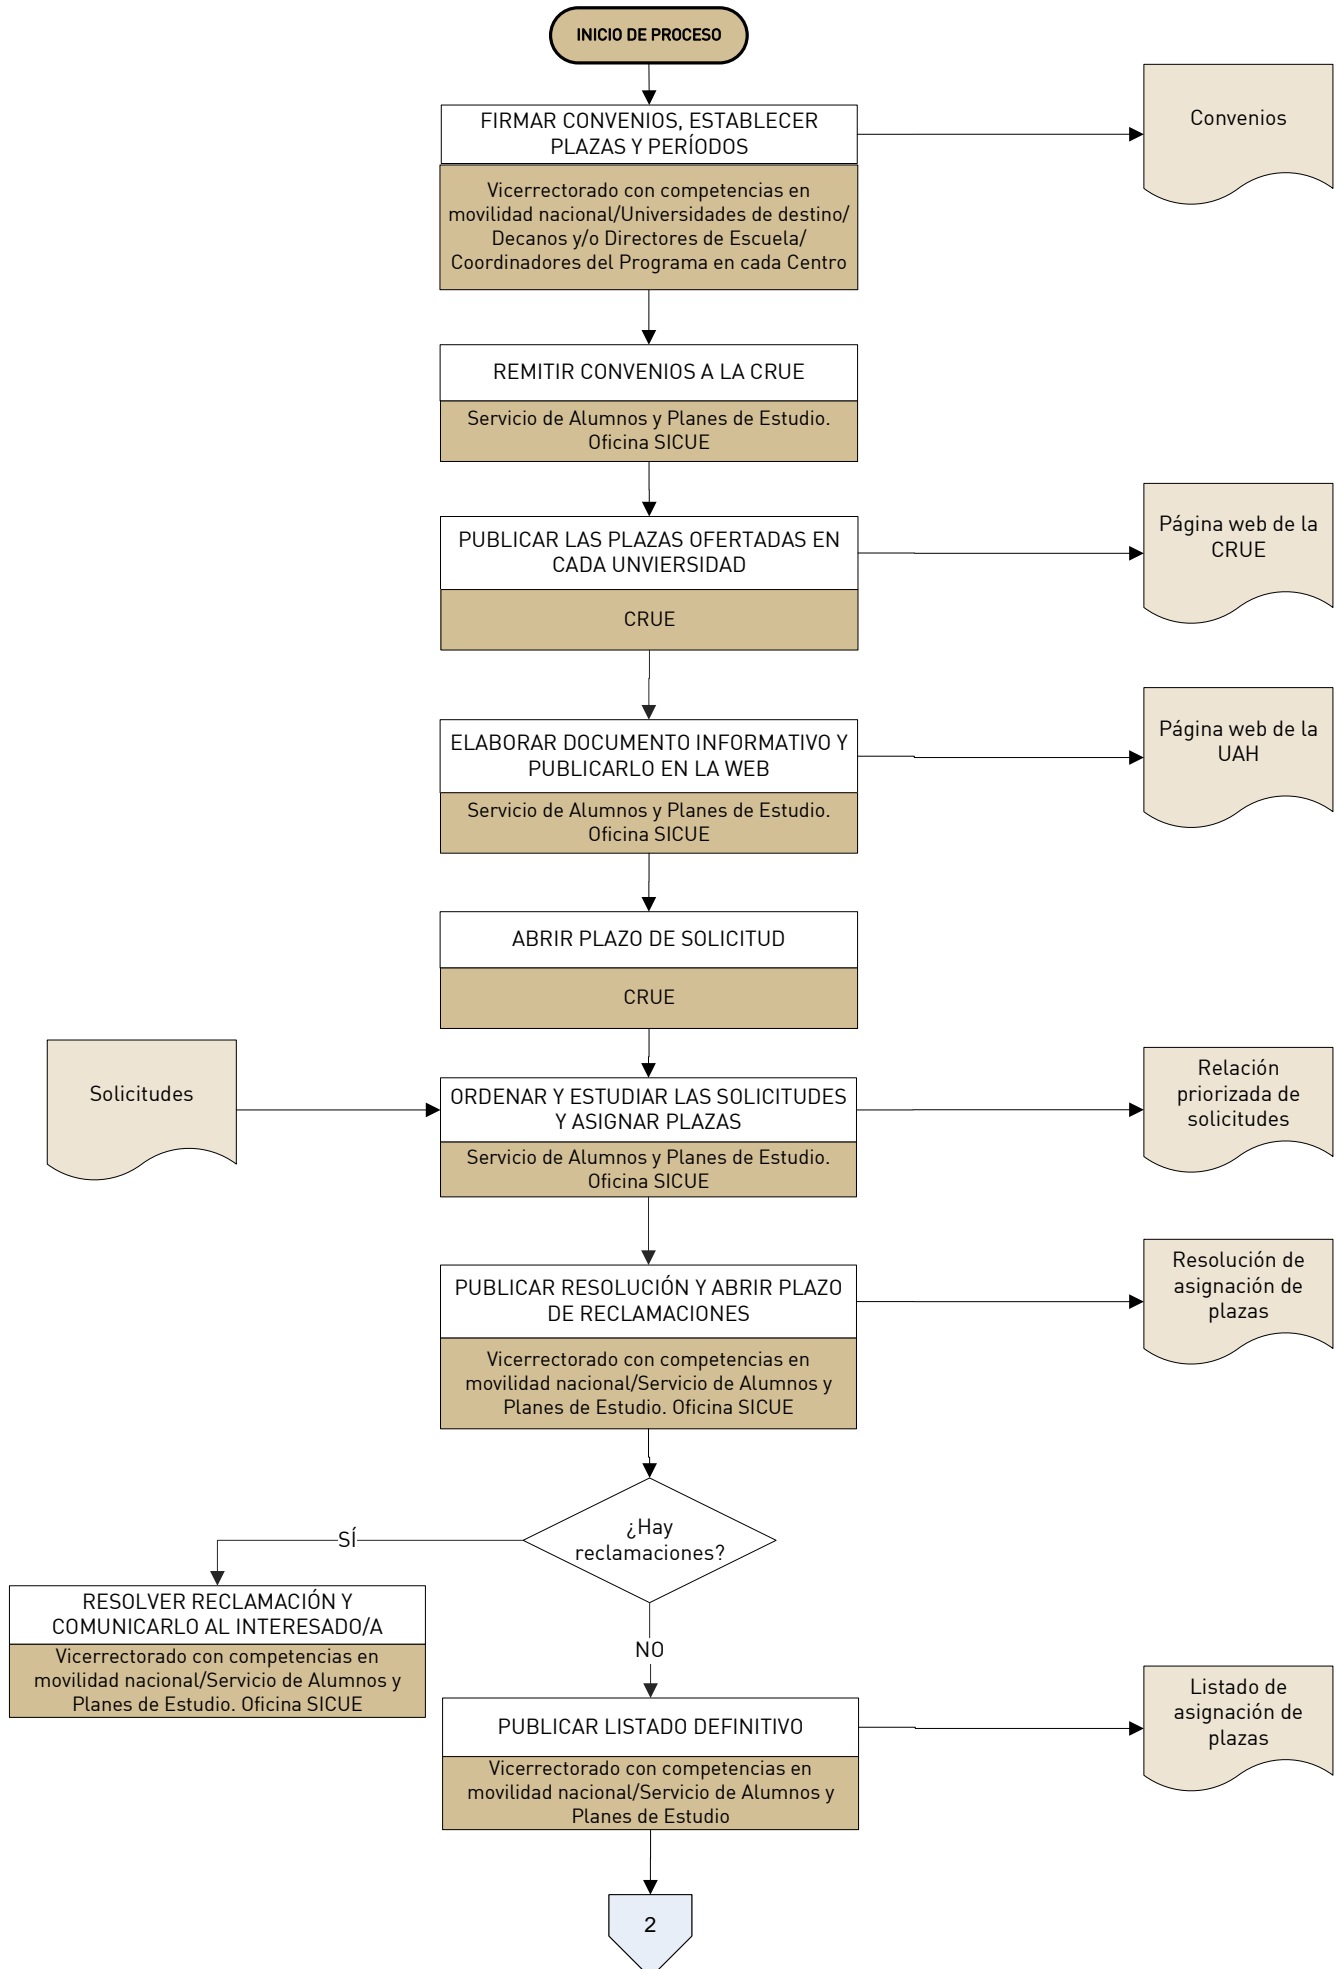 INICIO DE PROCESO
FIRMAR CONVENIOS, ESTABLECER
PLAZAS Y PERÍODOS
Convenios
Vicerrectorado con competencias en
movilidad nacional/Universidades de destino/
Decanos y/o Directores de Escuela/
Coordinadores del Programa en cada Centro
REMITIR CONVENIOS A LA CRUE
Servicio de Alumnos y Planes de Estudio.
Oficina SICUE
PUBLICAR LAS PLAZAS OFERTADAS EN
CADA UNVIERSIDAD
Página web de la
CRUE
CRUE
ELABORAR DOCUMENTO INFORMATIVO Y
PUBLICARLO EN LA WEB
Página web de la
UAH
Servicio de Alumnos y Planes de Estudio.
Oficina SICUE
ABRIR PLAZO DE SOLICITUD
CRUE
Solicitudes
ORDENAR Y ESTUDIAR LAS SOLICITUDES
Y ASIGNAR PLAZAS
Relación
priorizada de
solicitudes
Servicio de Alumnos y Planes de Estudio.
Oficina SICUE
PUBLICAR RESOLUCIÓN Y ABRIR PLAZO
DE RECLAMACIONES
Resolución de
asignación de
plazas
Vicerrectorado con competencias en
movilidad nacional/Servicio de Alumnos y
Planes de Estudio. Oficina SICUE
¿Hay
reclamaciones?
SÍ
RESOLVER RECLAMACIÓN Y
COMUNICARLO AL INTERESADO/A
Vicerrectorado con competencias en
movilidad nacional/Servicio de Alumnos y
Planes de Estudio. Oficina SICUE
NO
PUBLICAR LISTADO DEFINITIVO
Listado de
asignación de
plazas
Vicerrectorado con competencias en
movilidad nacional/Servicio de Alumnos y
Planes de Estudio
2